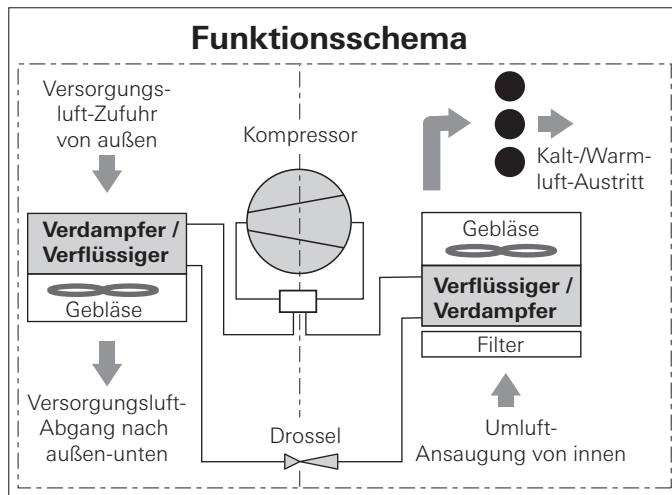 Funktionsschema
Versorgungs-
luft-Zufuhr
von außen
Kompressor
Kalt-/Warm-
luft-Austritt
Verdampfer /
Verflüssiger
Gebläse
Gebläse
Verflüssiger /
Verdampfer
Filter
Versorgungsluft-
Abgang nach
außen-unten
Drossel
Umluft-
Ansaugung von innen